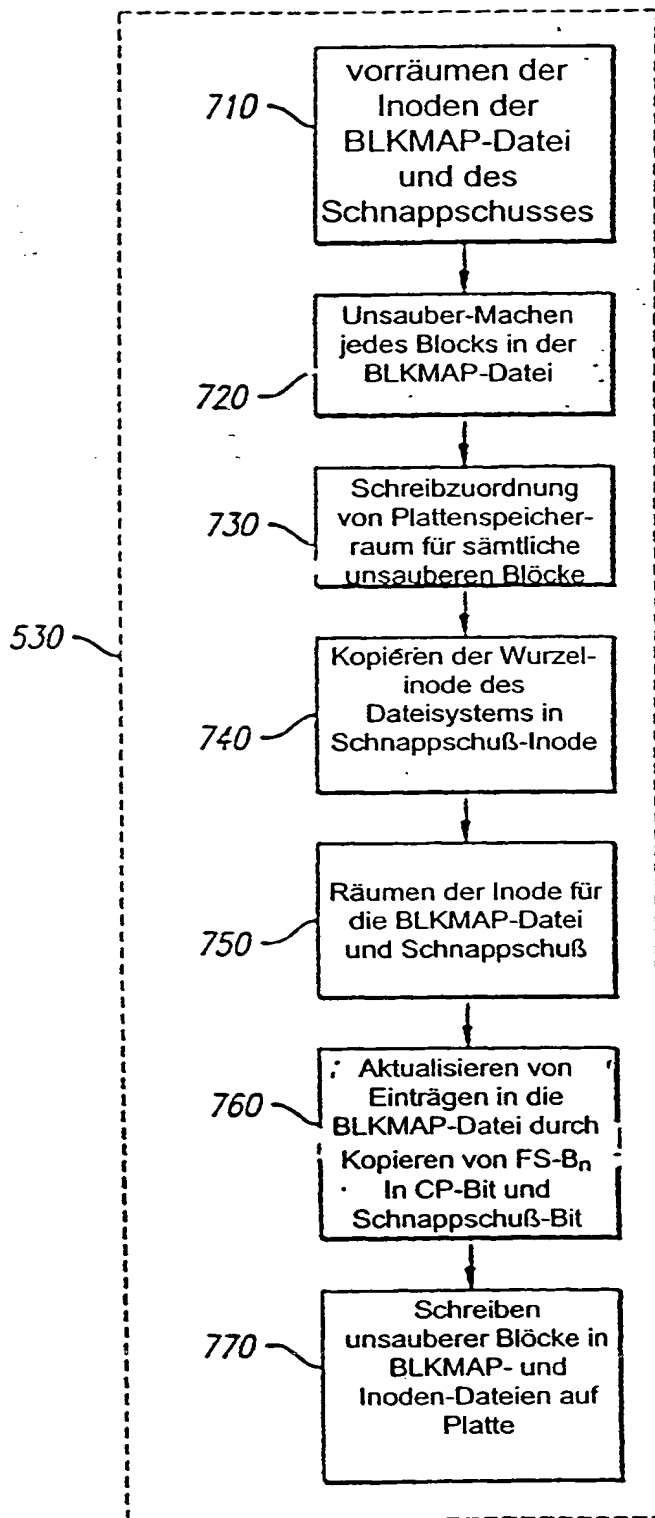 710
vorräumen der
Inoden der
BLKMAP-Datei
und des
Schnappschusses
720
Unsauber-Machen
jedes Blocks in der
BLKMAP-Datei
730
Schreibzuordnung
von Plattenspeicher-
raum für sämtliche
unsauberen Blöcke
530
740
Kopieren der Wurzel-
inode des
Dateisystems in
Schnappschuß-Inode
750
Räumen der Inode für
die BLKMAP-Datei
und Schnappschuß
760
Aktualisieren von
Einträgen in die
BLKMAP-Datei durch
Kopieren von FS-Bn
In CP-Bit und
Schnappschuß-Bit
770
Schreiben
unsauberer Blöcke in
BLKMAP- und
Inoden-Dateien auf
Platte